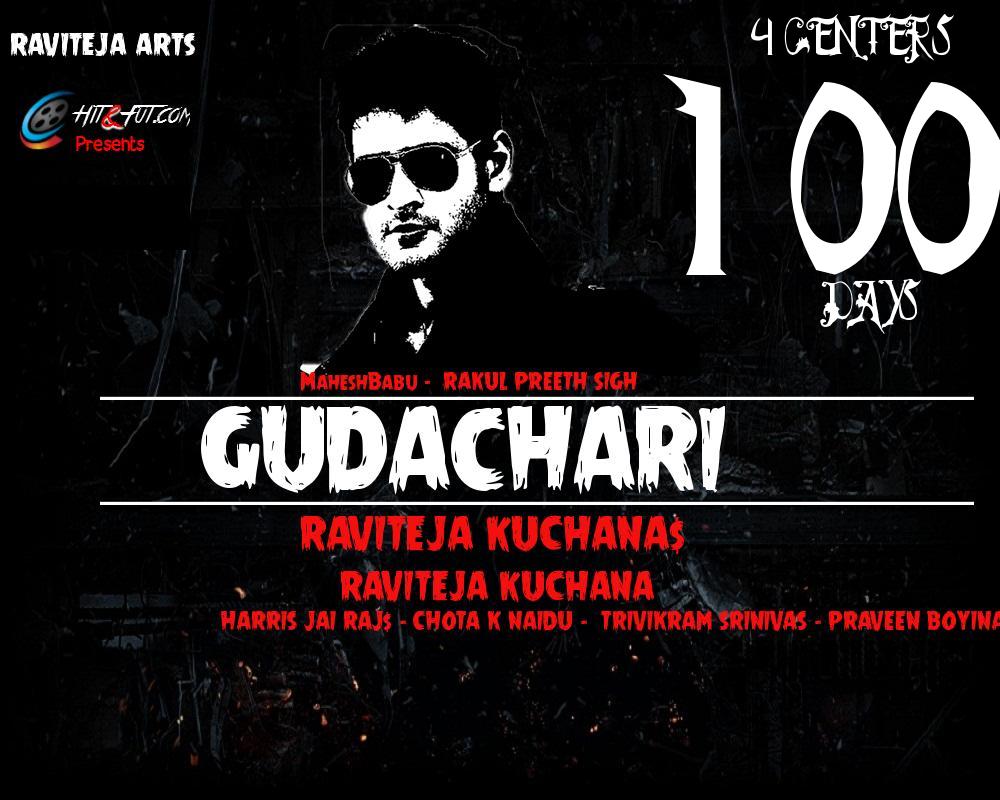 RAVITEJA ARTS
HIT&FUT.COM
Presents
4 CENTERS
100
DAYS
MAHESHBABU - RAKUL PREETH SIGH
GUDACHARI
RAVITEJA KUCHANA$
RAVITEJA KUCHANA
HARRIS JAI RAJ$ - CHOTA K NAIDU - TRIVIKRAM SRINIVAS - PRAVEEN BOYINA